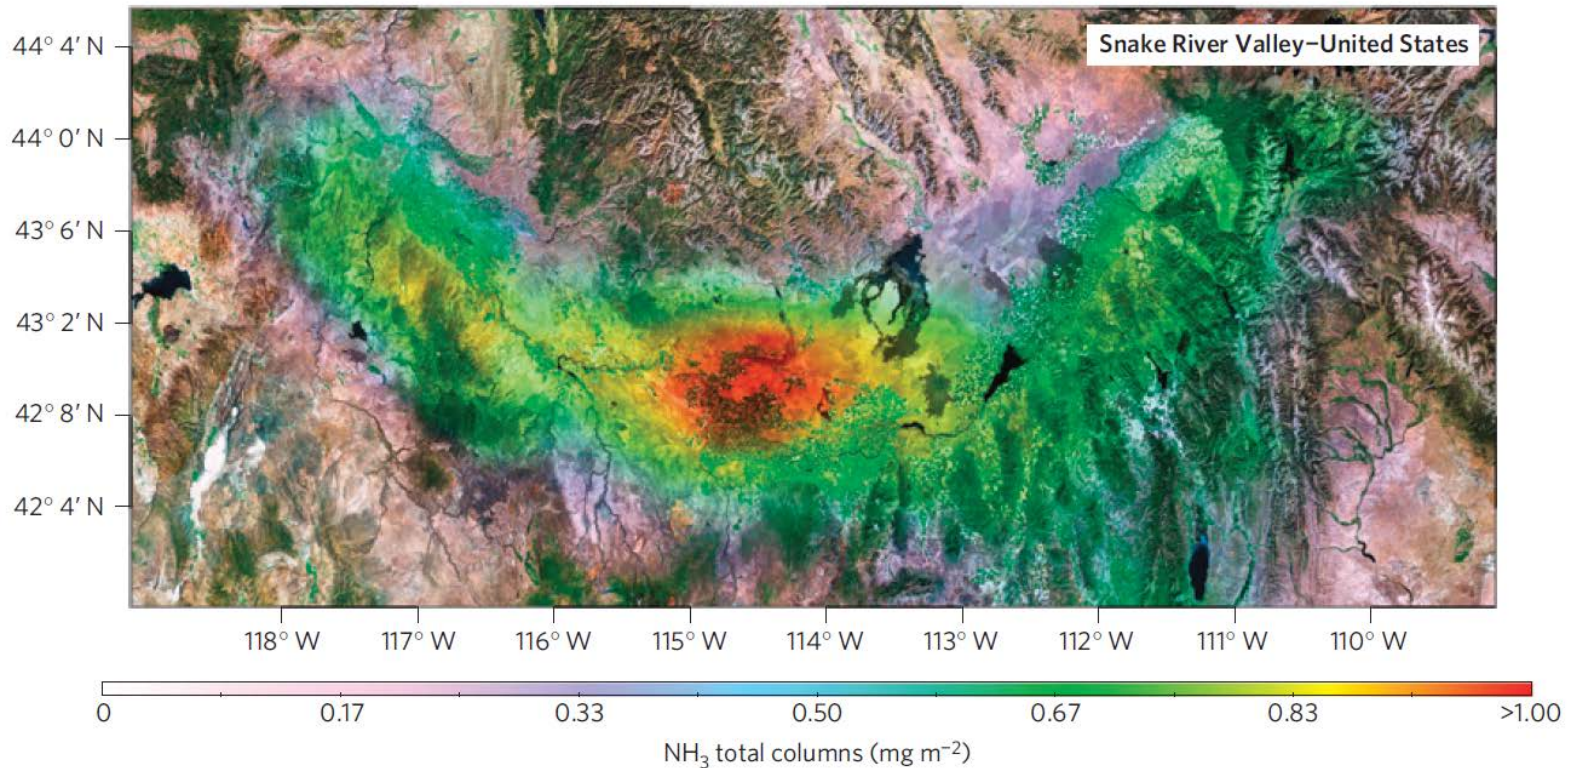 Snake River Valley–United States
44° 4′ N
44° 0′ N
43° 6′ N
43° 2′ N
42° 8′ N
42° 4′ N
118° W 117° W 116° W 115° W 114° W 113° W 112° W 111° W 110° W
0 0.17 0.33 0.50 0.67 0.83 >1.00
NH₃ total columns (mg m⁻²)